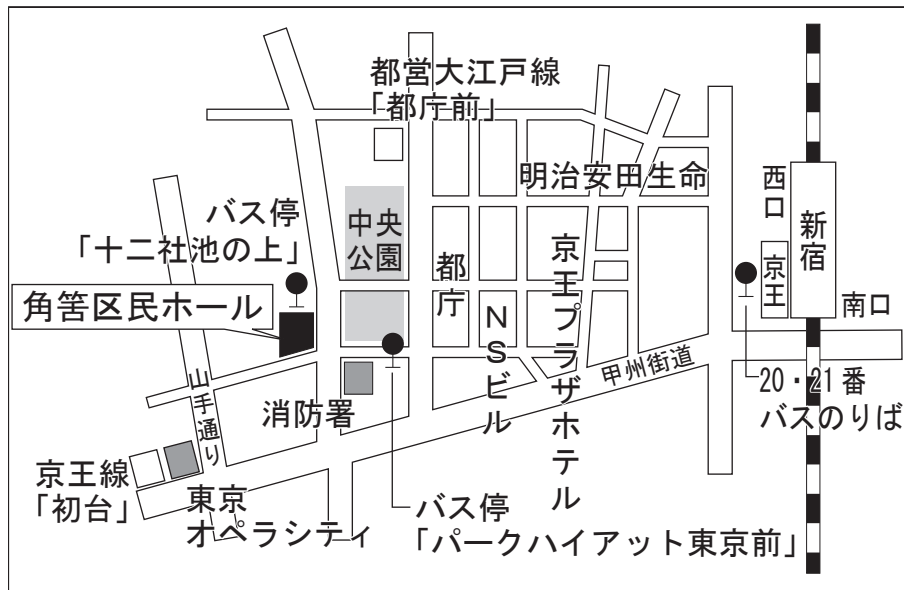 都営大江戸線
「都庁前」
明治安田生命
西口
新宿
バス停
「十二社池の上」
中央
公園
都庁
京王プラザホテル
京王
角筈区民ホール
NSビル
南口
甲州街道
山手通り
消防署
20・21番
バスのりば
京王線
「初台」
東京
オペラシティ
バス停
「パークハイアット東京前」